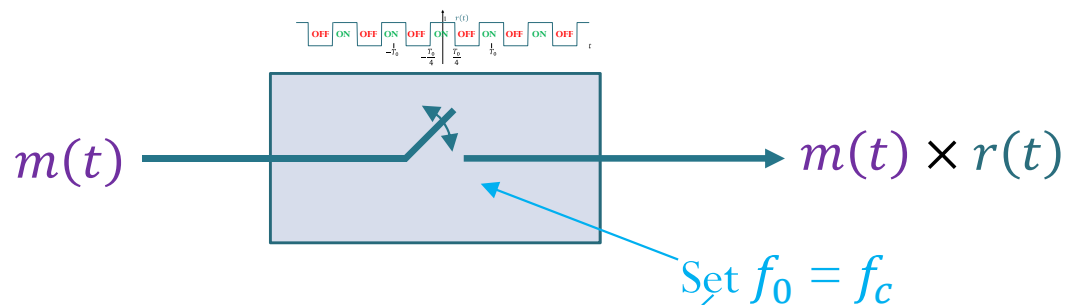 1 r(t)
OFF ON OFF ON OFF ON OFF ON OFF ON OFF
−T₀ −T₀/4 T₀/4 T₀ t
m(t) m(t) × r(t)
Set f₀ = f_c